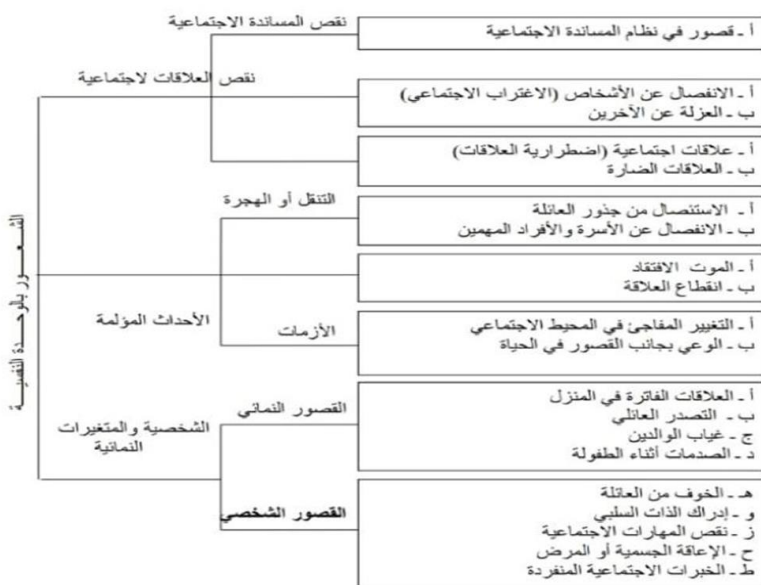 نقص المساندة الاجتماعية
أ ـ قصور في نظام المساندة الاجتماعية
نقص العلاقات لاجتماعية
أ ـ الانفصال عن الأشخاص (الاغتراب الاجتماعي)
ب ـ العزلة عن الآخرين
أ ـ علاقات اجتماعية (اضطرارية العلاقات)
ب ـ العلاقات الضارة
الشعور بالوحدة النفسية
التنقل أو الهجرة
أ ـ الاستئصال من جذور العائلة
ب ـ الانفصال عن الأسرة والأفراد المهمين
أ ـ الموت الافتقاد
ب ـ انقطاع العلاقة
الأحداث المؤلمة
الأزمات
أ ـ التغيير المفاجئ في المحيط الاجتماعي
ب ـ الوعي بجانب القصور في الحياة
الشخصية والمتغيرات
النمائية
القصور النمائي
أ ـ العلاقات الفاترة في المنزل
ب ـ التصدر العائلي
ج ـ غياب الوالدين
د ـ الصدمات أثناء الطفولة
القصور الشخصي
هـ ـ الخوف من العائلة
و ـ إدراك الذات السلبي
ز ـ نقص المهارات الاجتماعية
ح ـ الإعاقة الجسمية أو المرض
ط ـ الخبرات الاجتماعية المنفردة